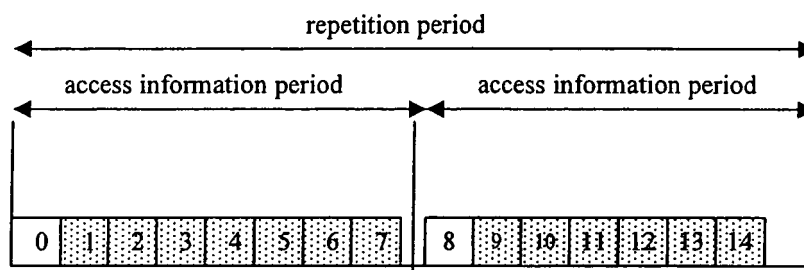 repetition period
access information period access information period
0 1 2 3 4 5 6 7 8 9 10 11 12 13 14